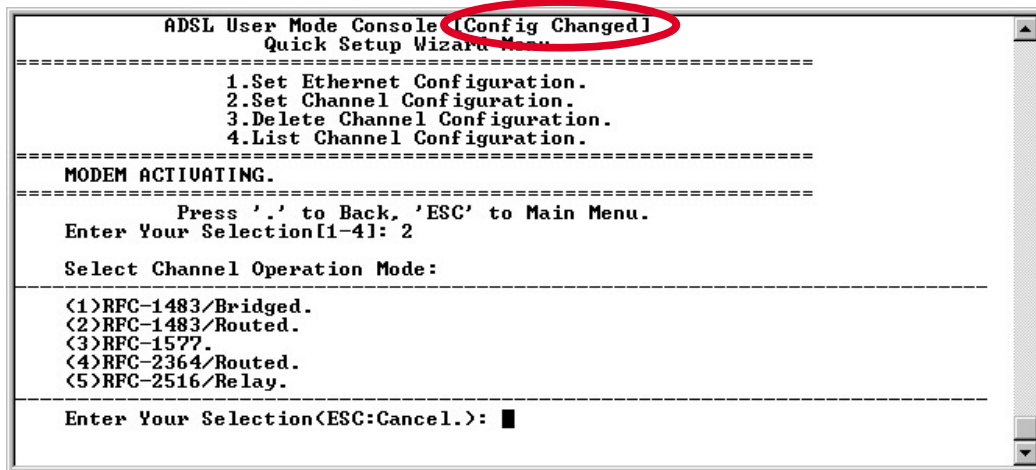 ADSL User Mode Console [Config Changed]
Quick Setup Wizard Menu
================================================================
1.Set Ethernet Configuration.
2.Set Channel Configuration.
3.Delete Channel Configuration.
4.List Channel Configuration.
================================================================
MODEM ACTIVATING.
================================================================
Press '.' to Back, 'ESC' to Main Menu.
Enter Your Selection[1-4]: 2
Select Channel Operation Mode:
------------------------------------------------------------------------------
(1)RFC-1483/Bridged.
(2)RFC-1483/Routed.
(3)RFC-1577.
(4)RFC-2364/Routed.
(5)RFC-2516/Relay.
------------------------------------------------------------------------------
Enter Your Selection(ESC:Cancel.):